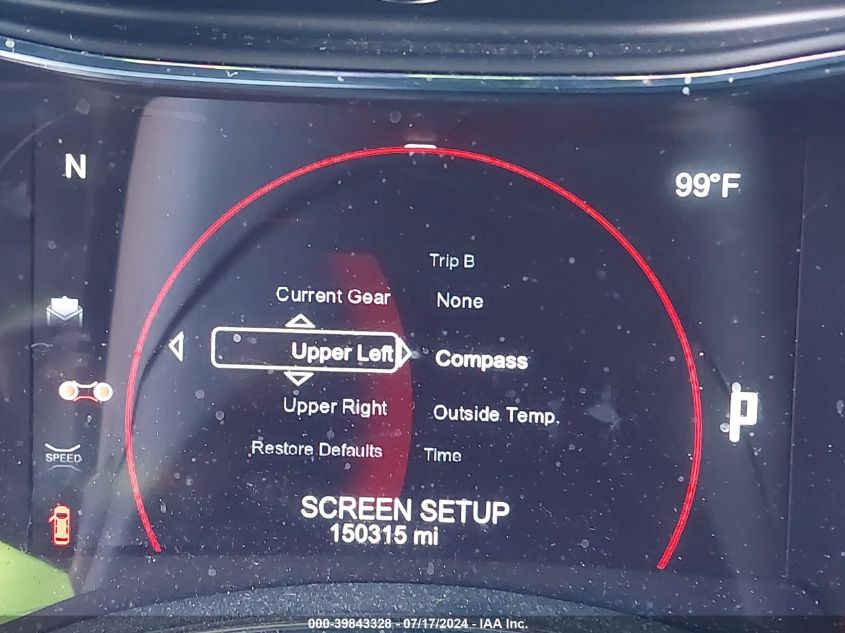 N
99°F
Trip B
Current Gear
None
Upper Left
Compass
Upper Right
Outside Temp.
Restore Defaults
Time
SPEED
P
SCREEN SETUP
150315 mi
000-39843328 - 07/17/2024 - IAA Inc.